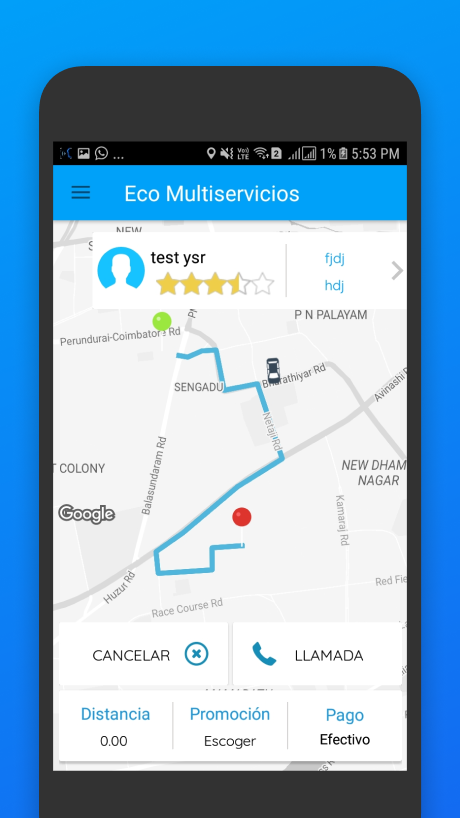 ... Vo)) LTE 2 1% 5:53 PM
Eco Multiservicios
NEW
test ysr
fjdj
hdj
P N PALAYAM
Perundurai-Coimbatore Rd
SENGADU
Bharathiyar Rd
Avinashi R
Netaji Rd
T COLONY
Balasundaram Rd
NEW DHAM
NAGAR
Google
Kamaraj Rd
Huzur Rd
Red Fie
Race Course Rd
CANCELAR
LLAMADA
Distancia
Promoción
Pago
0.00
Escoger
Efectivo